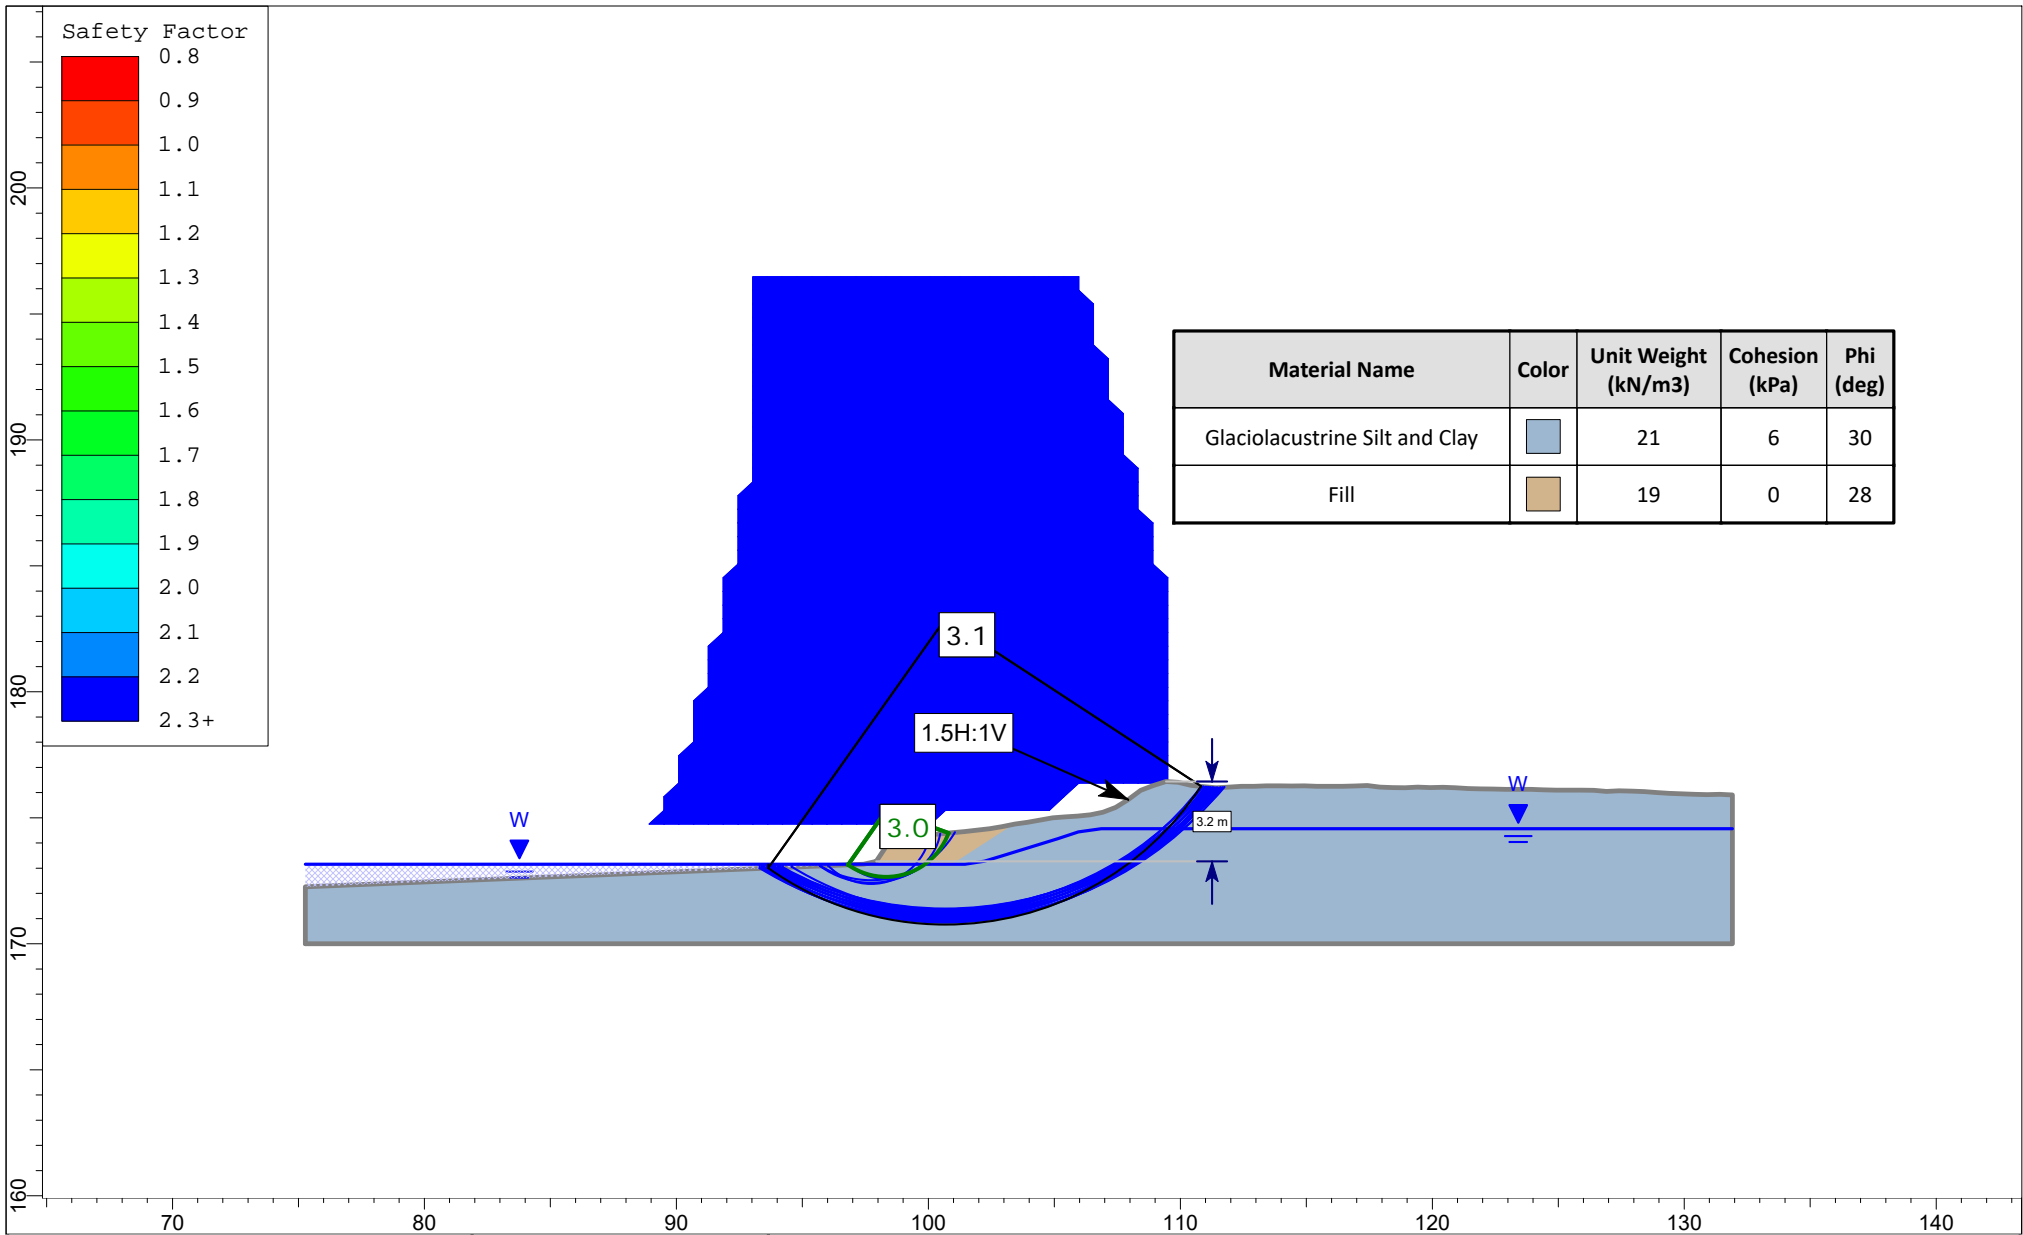 Safety Factor
0.8
0.9
1.0
1.1
1.2
1.3
1.4
1.5
1.6
1.7
1.8
1.9
2.0
2.1
2.2
2.3+
200
190
180
170
160
Material Name Color Unit Weight (kN/m3) Cohesion (kPa) Phi (deg)
Glaciolacustrine Silt and Clay 21 6 30
Fill 19 0 28
3.1
1.5H:1V
3.0
3.2 m
W
W
70 80 90 100 110 120 130 140